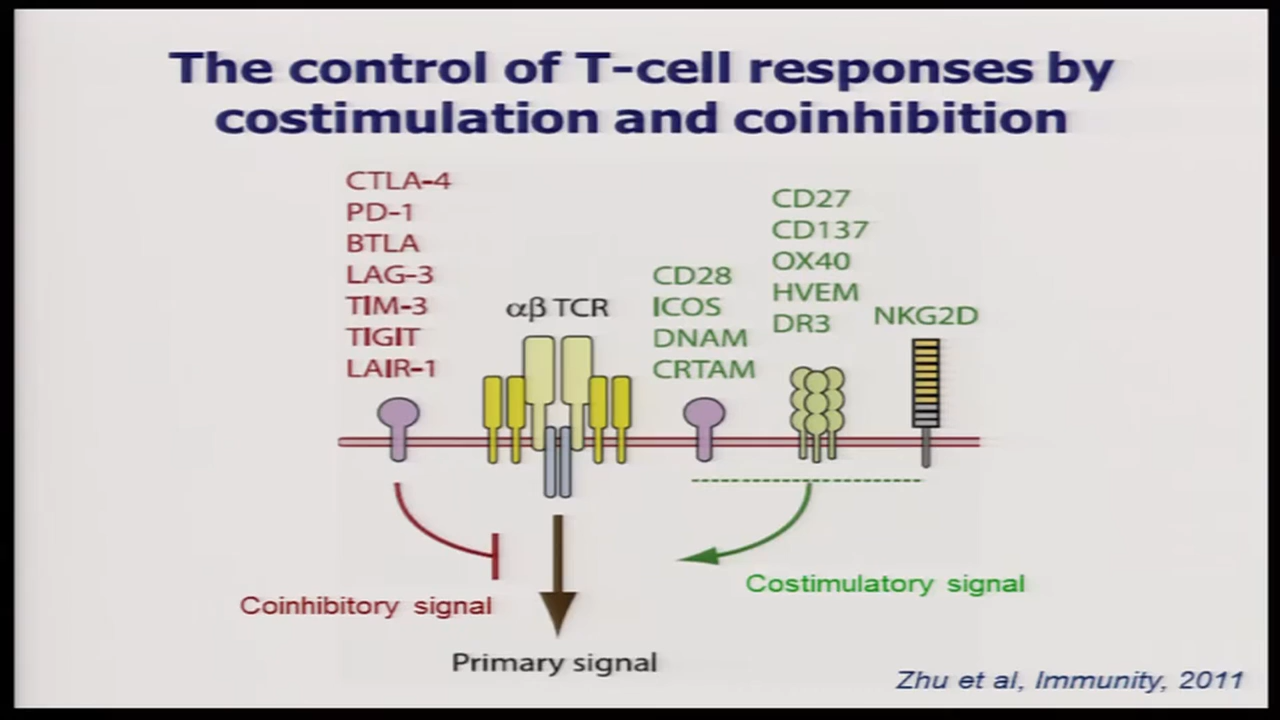 The control of T-cell responses by
costimulation and coinhibition
CTLA-4
PD-1
BTLA
LAG-3
TIM-3
TIGIT
LAIR-1
αβ TCR
CD28
ICOS
DNAM
CRTAM
CD27
CD137
OX40
HVEM
DR3
NKG2D
Coinhibitory signal
Primary signal
Costimulatory signal
Zhu et al, Immunity, 2011